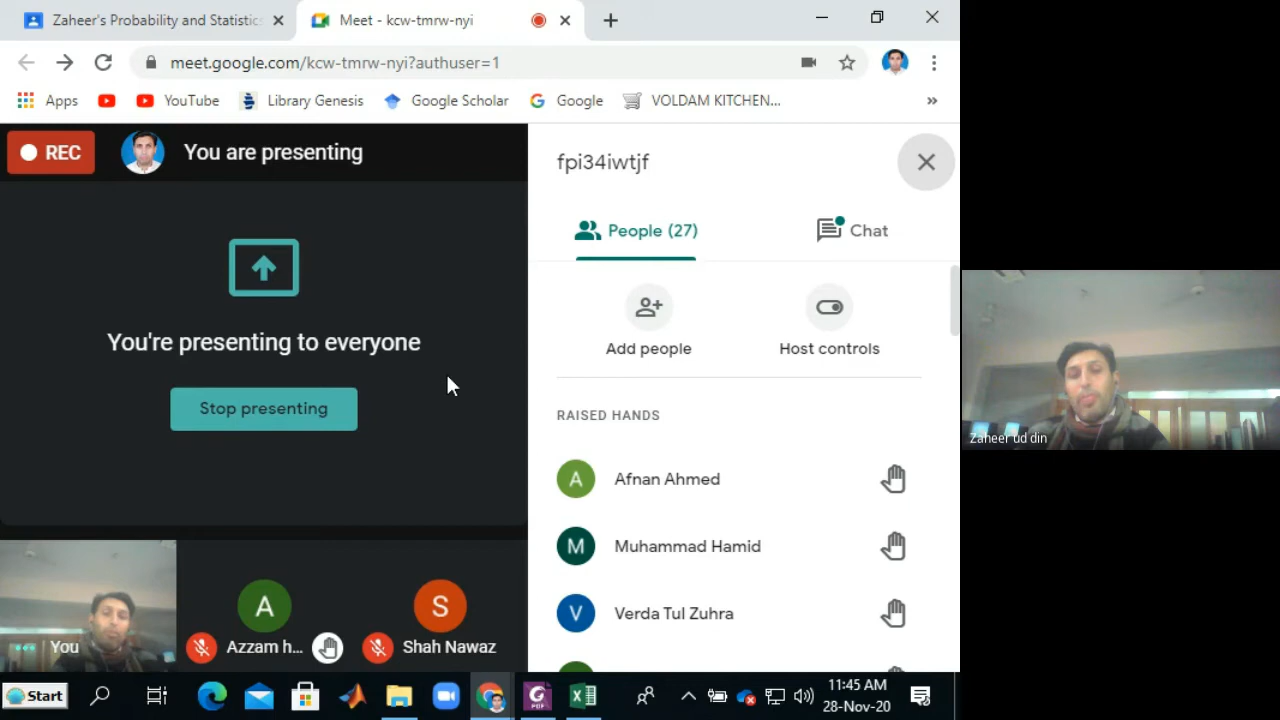 Zaheer's Probability and Statistic
Meet - kcw-tmrw-nyi
meet.google.com/kcw-tmrw-nyi?authuser=1
Apps
YouTube
Library Genesis
Google Scholar
Google
VOLDAM KITCHEN...
REC
You are presenting
You're presenting to everyone
Stop presenting
You
A
Azzam h...
S
Shah Nawaz
fpi34iwtjf
People (27)
Chat
Add people
Host controls
RAISED HANDS
A
Afnan Ahmed
M
Muhammad Hamid
V
Verda Tul Zuhra
Zaheer ud din
Start
PDF
11:45 AM
28-Nov-20